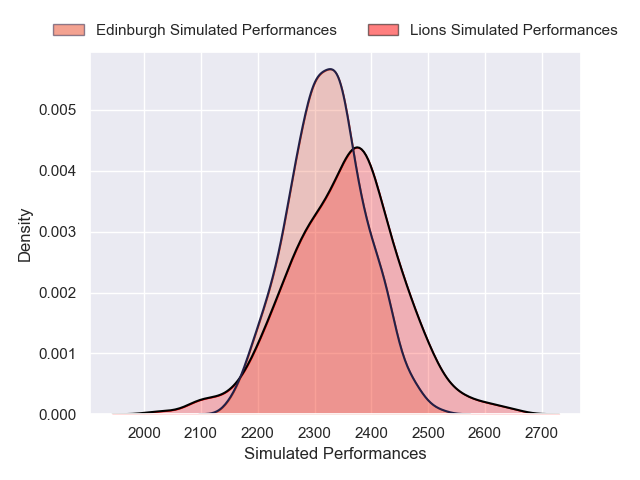 Edinburgh Simulated Performances Lions Simulated Performances
0.005
0.004
0.003
0.002
0.001
0.000
Density
2000 2100 2200 2300 2400 2500 2600 2700
Simulated Performances